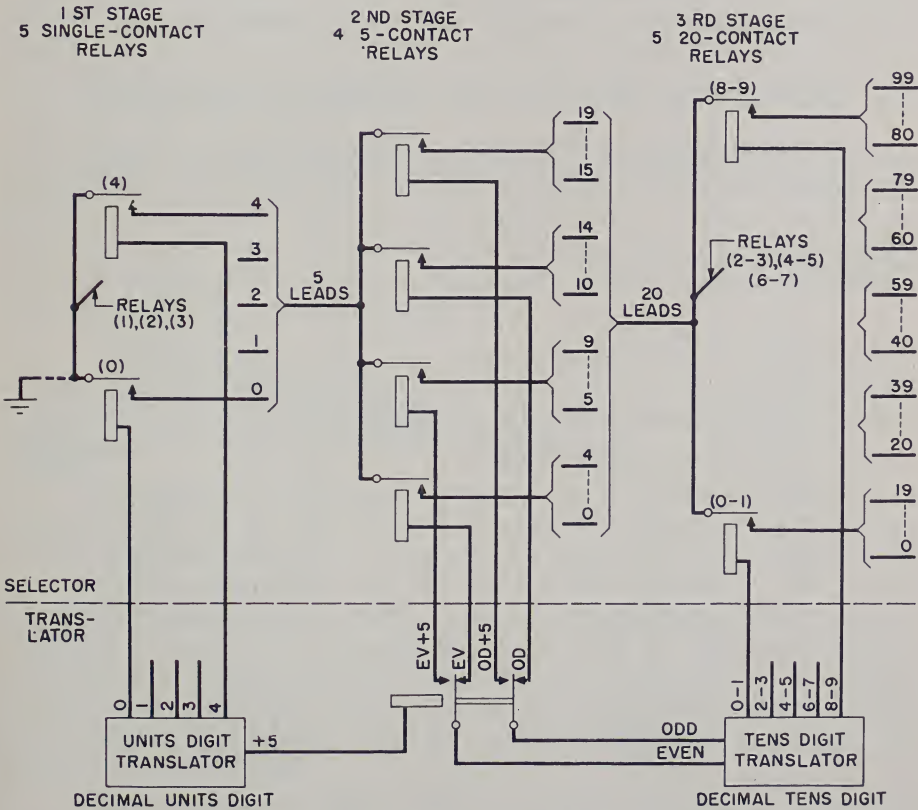 1 ST STAGE
5 SINGLE-CONTACT
RELAYS
2 ND STAGE
4 5-CONTACT
RELAYS
3 RD STAGE
5 20-CONTACT
RELAYS
(4)
4
3
2
1
0
RELAYS
(1),(2),(3)
(0)
5
LEADS
19
15
14
10
9
5
4
0
20
LEADS
(8-9)
RELAYS
(2-3),(4-5)
(6-7)
(0-1)
99
80
79
60
59
40
39
20
19
0
SELECTOR
TRANS-
LATOR
0
1
2
3
4
UNITS DIGIT
TRANSLATOR
+5
DECIMAL UNITS DIGIT
EV+5
EV
OD+5
OD
ODD
EVEN
0-1
2-3
4-5
6-7
8-9
TENS DIGIT
TRANSLATOR
DECIMAL TENS DIGIT